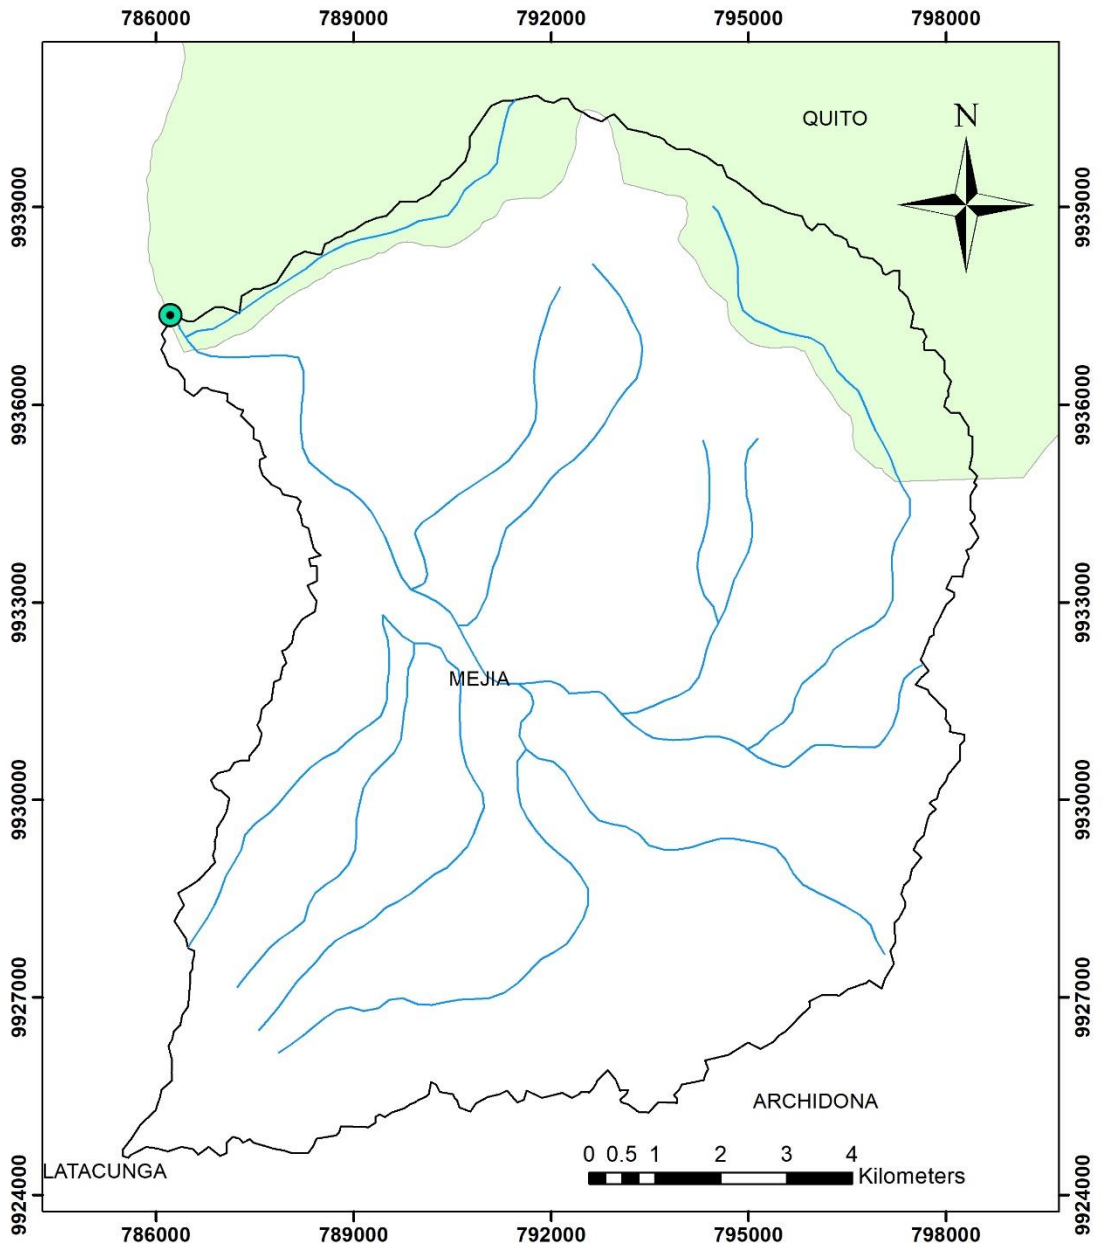 786000 789000 792000 795000 798000
QUITO
N
9939000 9939000
9936000 9936000
9933000 9933000
MEJIA
9930000 9930000
9927000 9927000
ARCHIDONA
LATACUNGA
0 0.5 1 2 3 4
Kilometers
9924000 9924000
786000 789000 792000 795000 798000